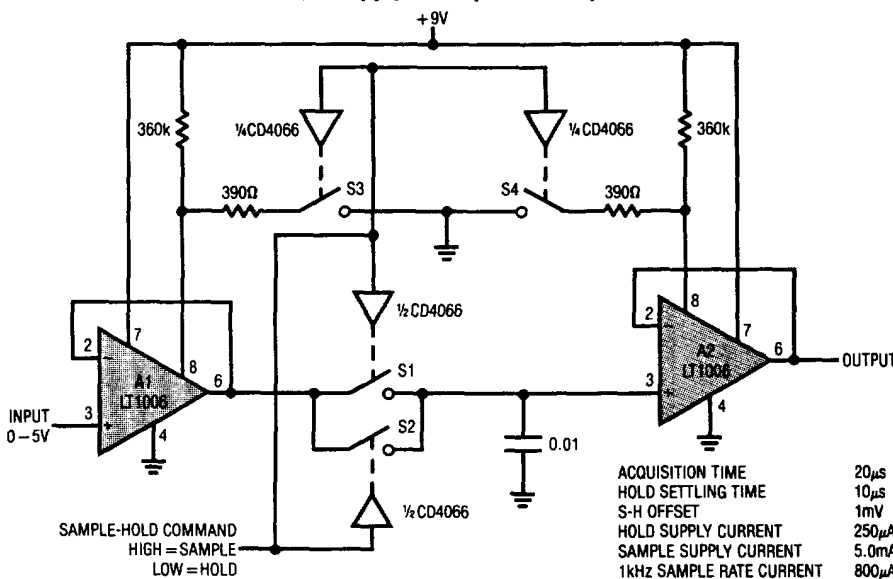 +9V
360k
¼CD4066
¼CD4066
360k
390Ω
S3
S4
390Ω
½CD4066
2
7
8
6
A1
LT1006
3
4
INPUT
0–5V
S1
S2
2
8
7
6
A2
LT1006
3
4
OUTPUT
0.01
½CD4066
SAMPLE-HOLD COMMAND
HIGH = SAMPLE
LOW = HOLD
ACQUISITION TIME 20µs
HOLD SETTLING TIME 10µs
S-H OFFSET 1mV
HOLD SUPPLY CURRENT 250µA
SAMPLE SUPPLY CURRENT 5.0mA
1kHz SAMPLE RATE CURRENT 800µA